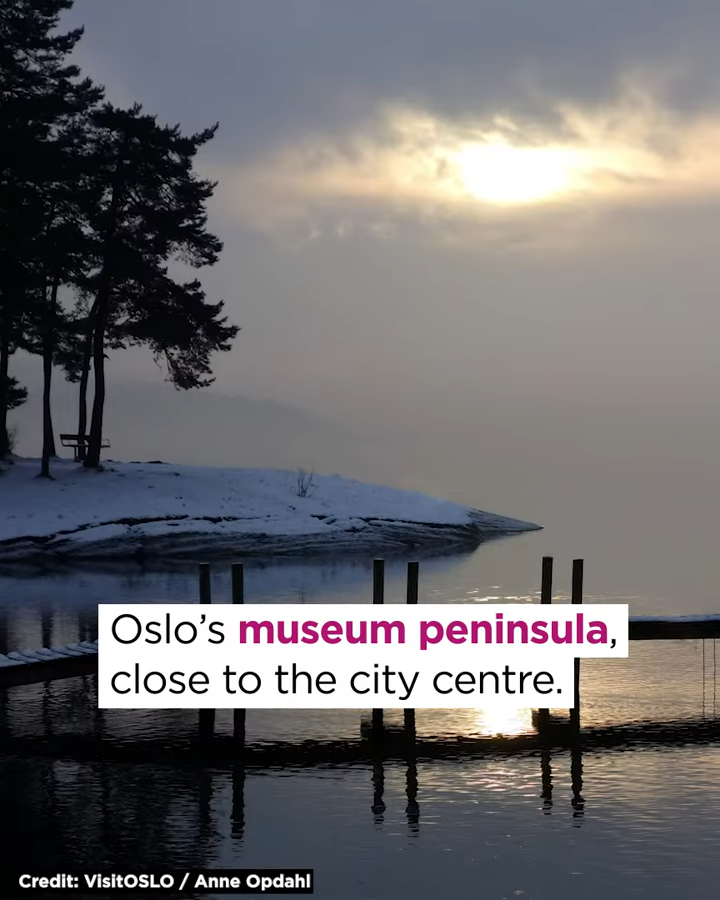 Oslo’s museum peninsula,
close to the city centre.
Credit: VisitOSLO / Anne Opdahl